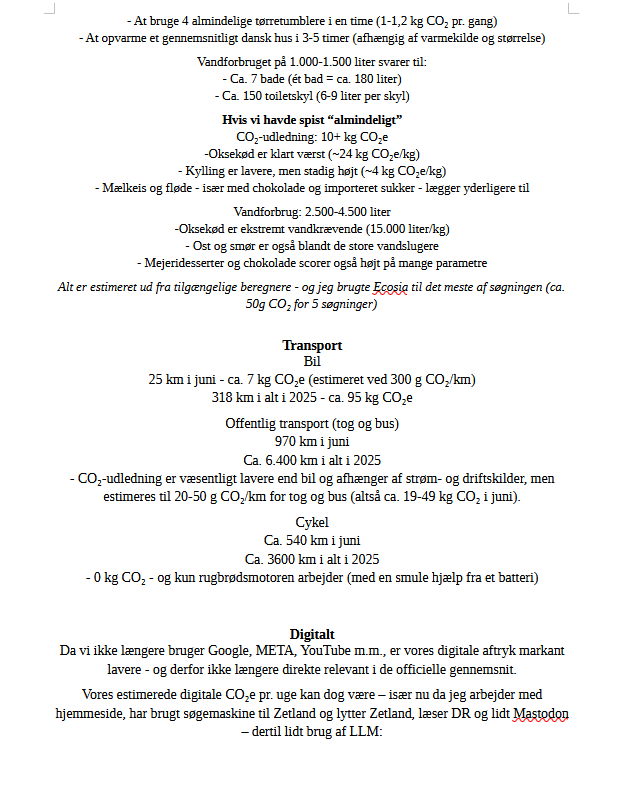 - At bruge 4 almindelige tørretumblere i en time (1-1,2 kg CO₂ pr. gang)
- At opvarme et gennemsnitligt dansk hus i 3-5 timer (afhængig af varmekilde og størrelse)
Vandforbruget på 1.000-1.500 liter svarer til:
- Ca. 7 bade (ét bad = ca. 180 liter)
- Ca. 150 toiletskyl (6-9 liter per skyl)
Hvis vi havde spist “almindeligt”
CO₂-udledning: 10+ kg CO₂e
-Oksekød er klart værst (~24 kg CO₂e/kg)
- Kylling er lavere, men stadig højt (~4 kg CO₂e/kg)
- Mælkeis og fløde - især med chokolade og importeret sukker - lægger yderligere til
Vandforbrug: 2.500-4.500 liter
-Oksekød er ekstremt vandkrævende (15.000 liter/kg)
- Ost og smør er også blandt de store vandslugere
- Mejeridesserter og chokolade scorer også højt på mange parametre
Alt er estimeret ud fra tilgængelige beregnere - og jeg brugte Ecosia til det meste af søgningen (ca.
50g CO₂ for 5 søgninger)
Transport
Bil
25 km i juni - ca. 7 kg CO₂e (estimeret ved 300 g CO₂/km)
318 km i alt i 2025 - ca. 95 kg CO₂e
Offentlig transport (tog og bus)
970 km i juni
Ca. 6.400 km i alt i 2025
- CO₂-udledning er væsentligt lavere end bil og afhænger af strøm- og driftskilder, men
estimeres til 20-50 g CO₂/km for tog og bus (altså ca. 19-49 kg CO₂ i juni).
Cykel
Ca. 540 km i juni
Ca. 3600 km i alt i 2025
- 0 kg CO₂ - og kun rugbrødsmotoren arbejder (med en smule hjælp fra et batteri)
Digitalt
Da vi ikke længere bruger Google, META, YouTube m.m., er vores digitale aftryk markant
lavere - og derfor ikke længere direkte relevant i de officielle gennemsnit.
Vores estimerede digitale CO₂e pr. uge kan dog være – især nu da jeg arbejder med
hjemmeside, har brugt søgemaskine til Zetland og lytter Zetland, læser DR og lidt Mastodon
– dertil lidt brug af LLM: